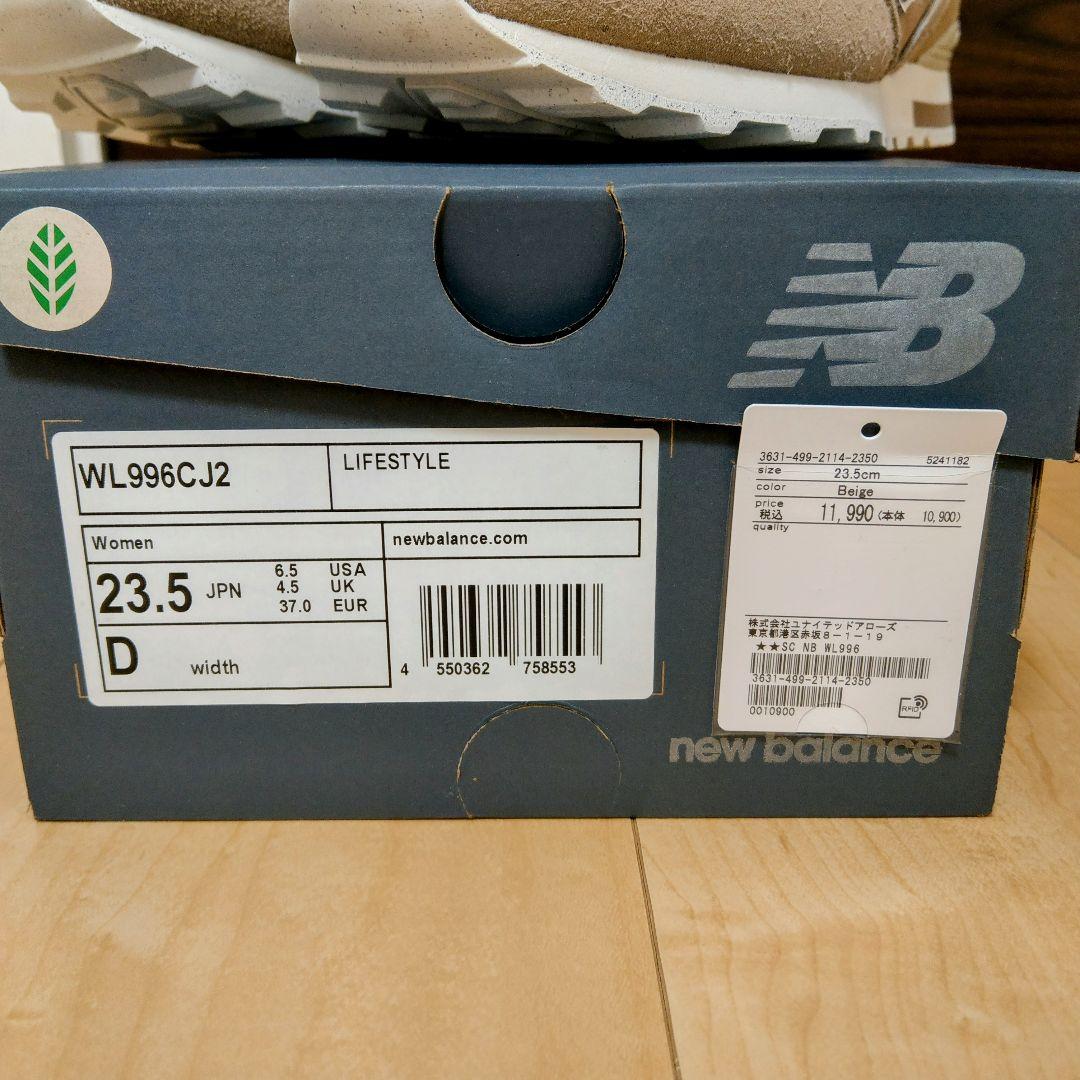 NB
WL996CJ2
LIFESTYLE
Women
newbalance.com
23.5 JPN
6.5 USA
4.5 UK
37.0 EUR
D width
4 550362 758553
3631-499-2114-2350 5241182
size 23.5cm
color Beige
price
税込 11,990 (本体 10,900)
quality
株式会社ユナイテッドアローズ
東京都港区赤坂8-1-19
★★SC NB WL996
3631-499-2114-2350
0010900
RFID
new balance